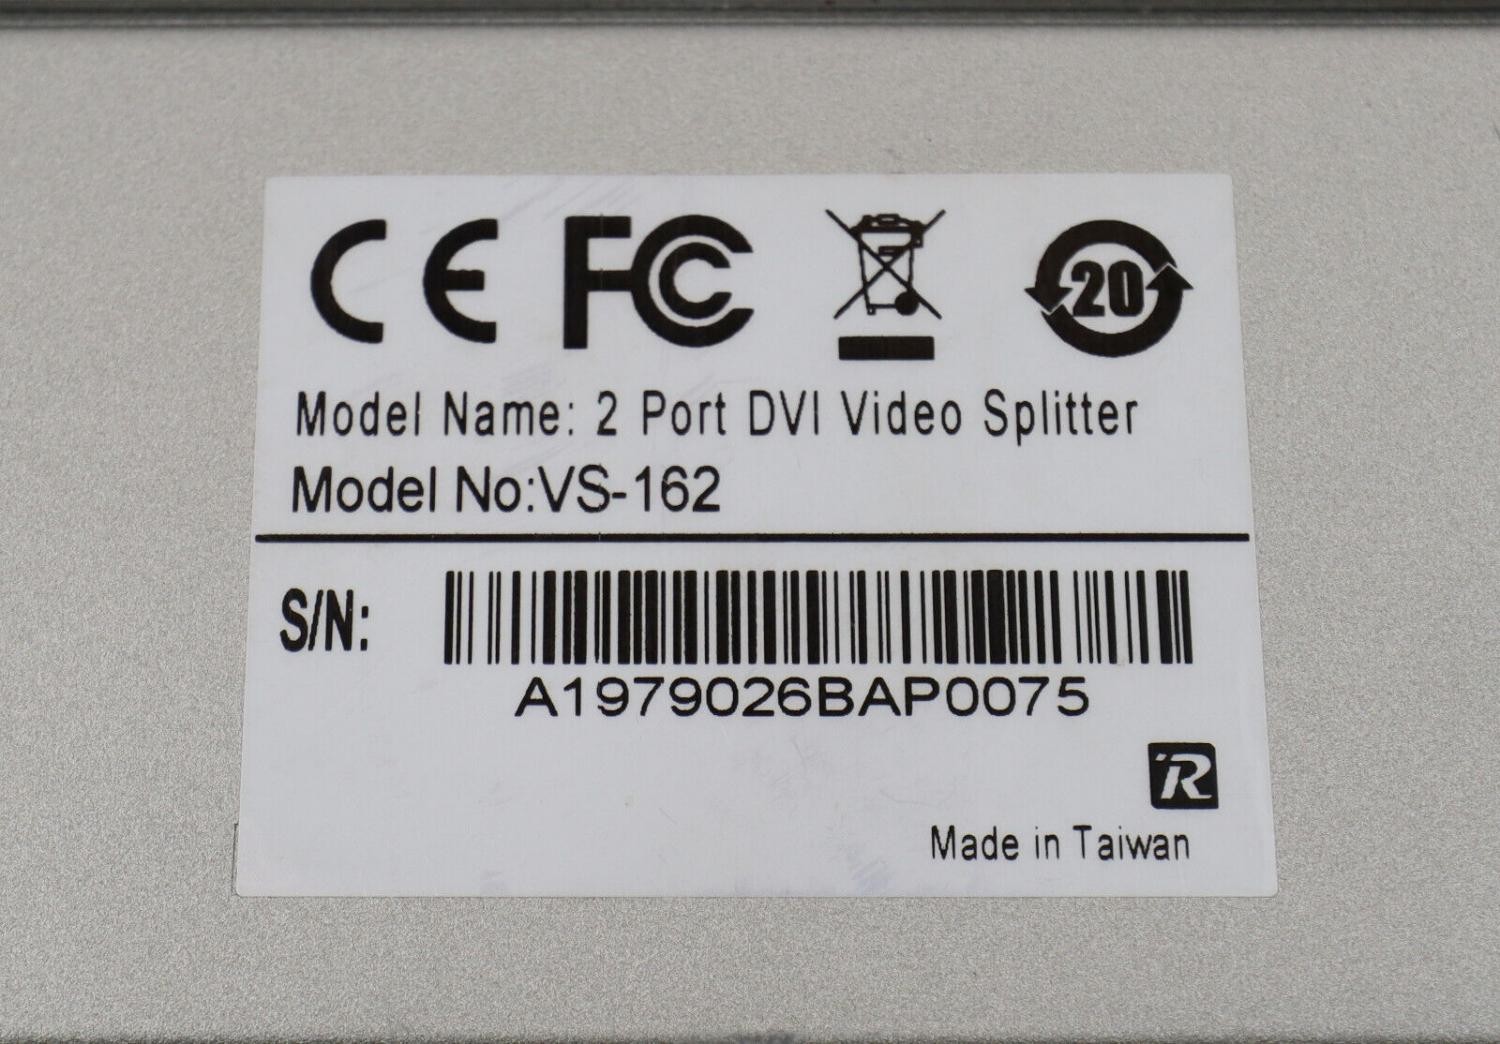 CE FC 20
Model Name: 2 Port DVI Video Splitter
Model No:VS-162
S/N:
A1979026BAP0075
R
Made in Taiwan